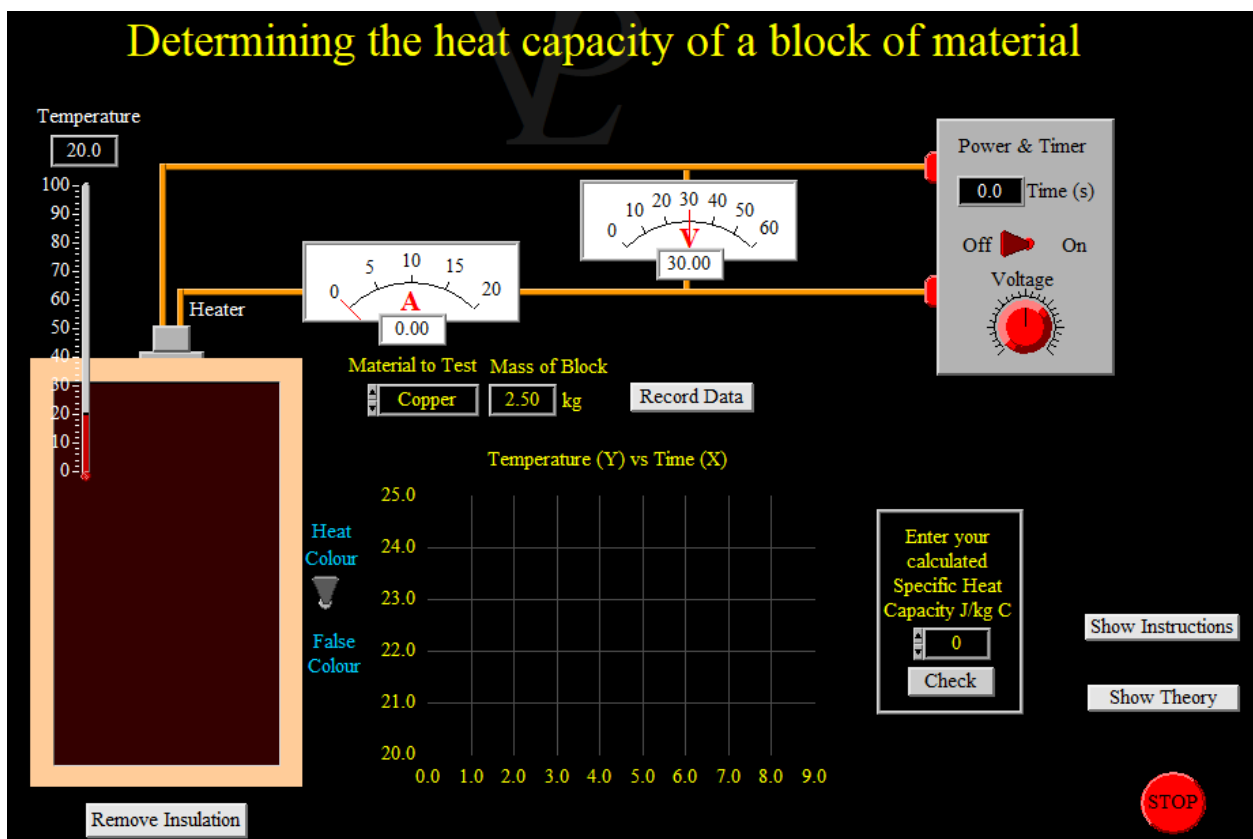 Determining the heat capacity of a block of material
Temperature
20.0
100
90
80
70
60
50
40
30
20
10
0
Heater
0
5
10
15
20
A
0.00
0
10
20
30
40
50
60
V
30.00
Power & Timer
0.0 Time (s)
Off On
Voltage
Material to Test Mass of Block
Copper 2.50 kg
Record Data
Temperature (Y) vs Time (X)
25.0
24.0
23.0
22.0
21.0
20.0
0.0 1.0 2.0 3.0 4.0 5.0 6.0 7.0 8.0 9.0
Heat
Colour
False
Colour
Enter your
calculated
Specific Heat
Capacity J/kg C
0
Check
Show Instructions
Show Theory
Remove Insulation
STOP